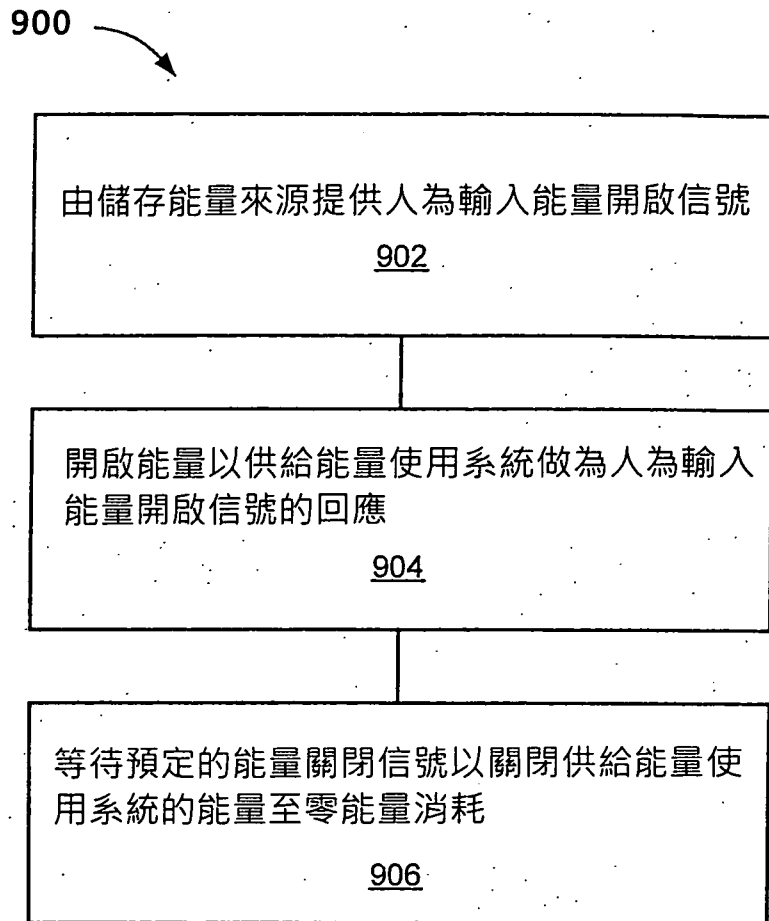 900
由儲存能量來源提供人為輸入能量開啟信號
902
開啟能量以供給能量使用系統做為人為輸入
能量開啟信號的回應
904
等待預定的能量關閉信號以關閉供給能量使
用系統的能量至零能量消耗
906